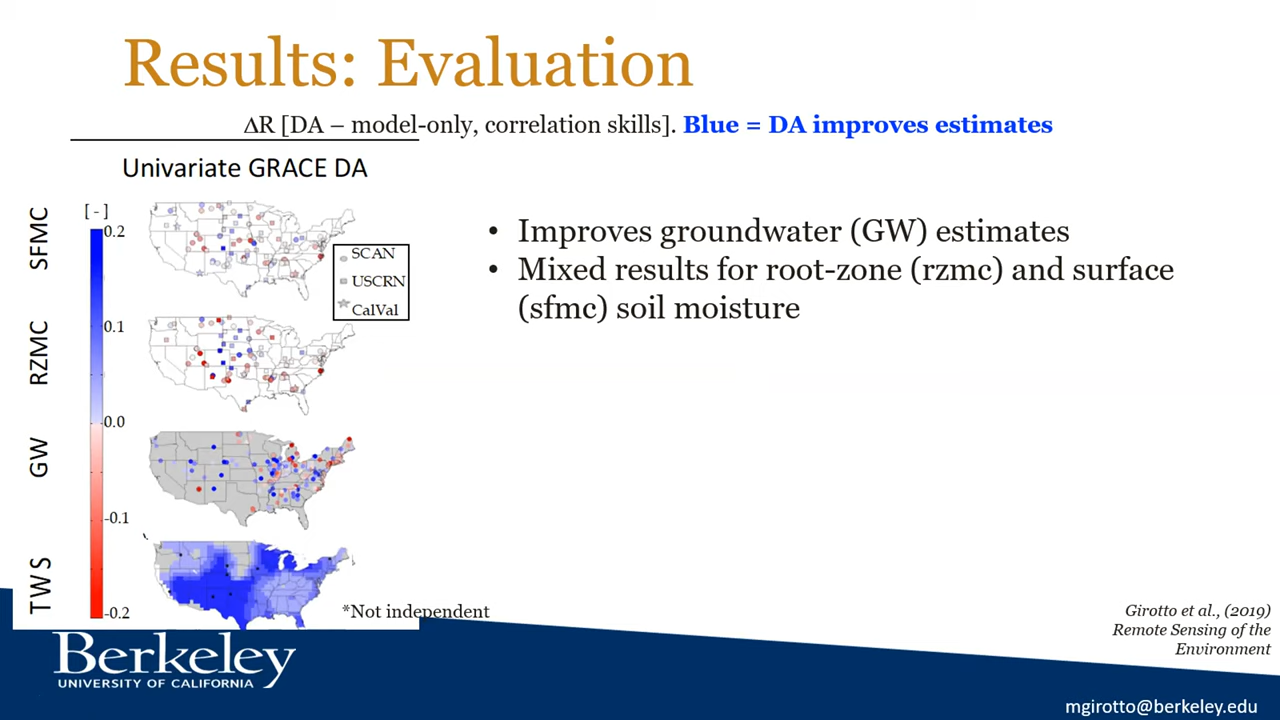 Results: Evaluation
ΔR [DA – model-only, correlation skills]. Blue = DA improves estimates
Univariate GRACE DA
[ - ]
0.2
0.1
0.0
-0.1
-0.2
SFMC
RZMC
GW
TWS
SCAN
USCRN
CalVal
*Not independent
• Improves groundwater (GW) estimates
• Mixed results for root-zone (rzmc) and surface
(sfmc) soil moisture
Girotto et al., (2019)
Remote Sensing of the
Environment
Berkeley
UNIVERSITY OF CALIFORNIA
mgirotto@berkeley.edu